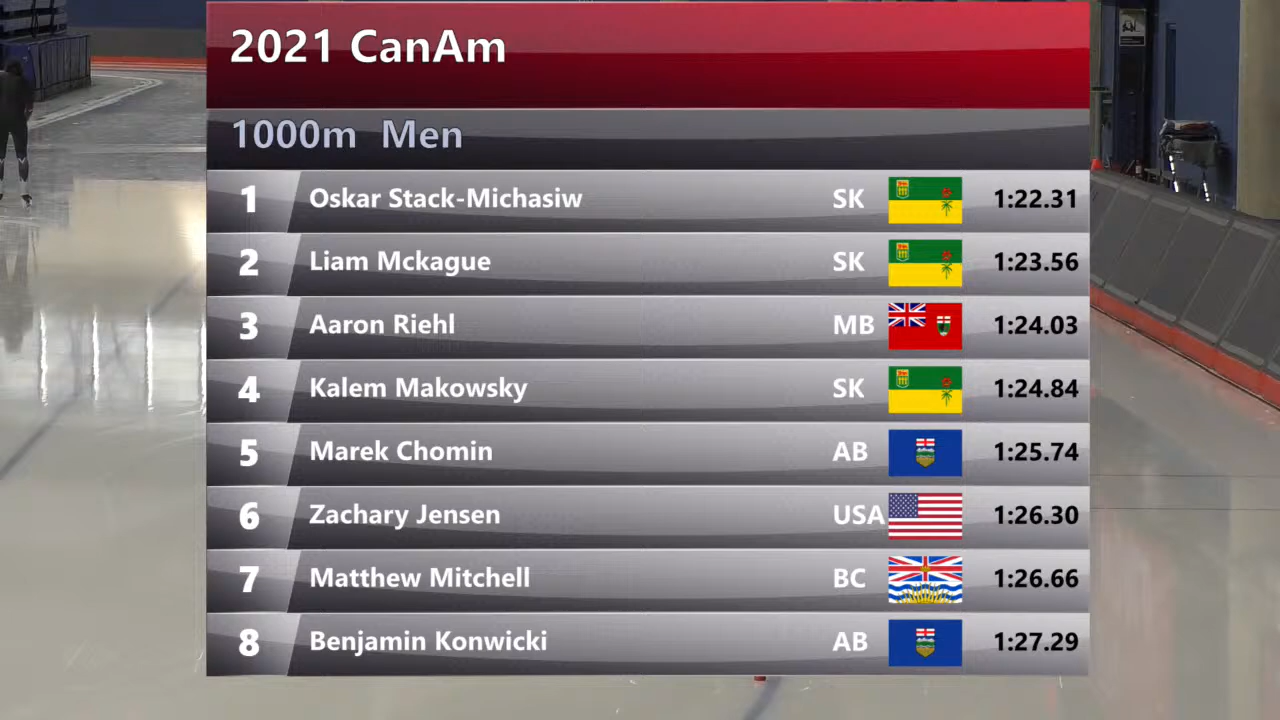 2021 CanAm
1000m Men
1 Oskar Stack-Michasiw SK 1:22.31
2 Liam Mckague SK 1:23.56
3 Aaron Riehl MB 1:24.03
4 Kalem Makowsky SK 1:24.84
5 Marek Chomin AB 1:25.74
6 Zachary Jensen USA 1:26.30
7 Matthew Mitchell BC 1:26.66
8 Benjamin Konwicki AB 1:27.29